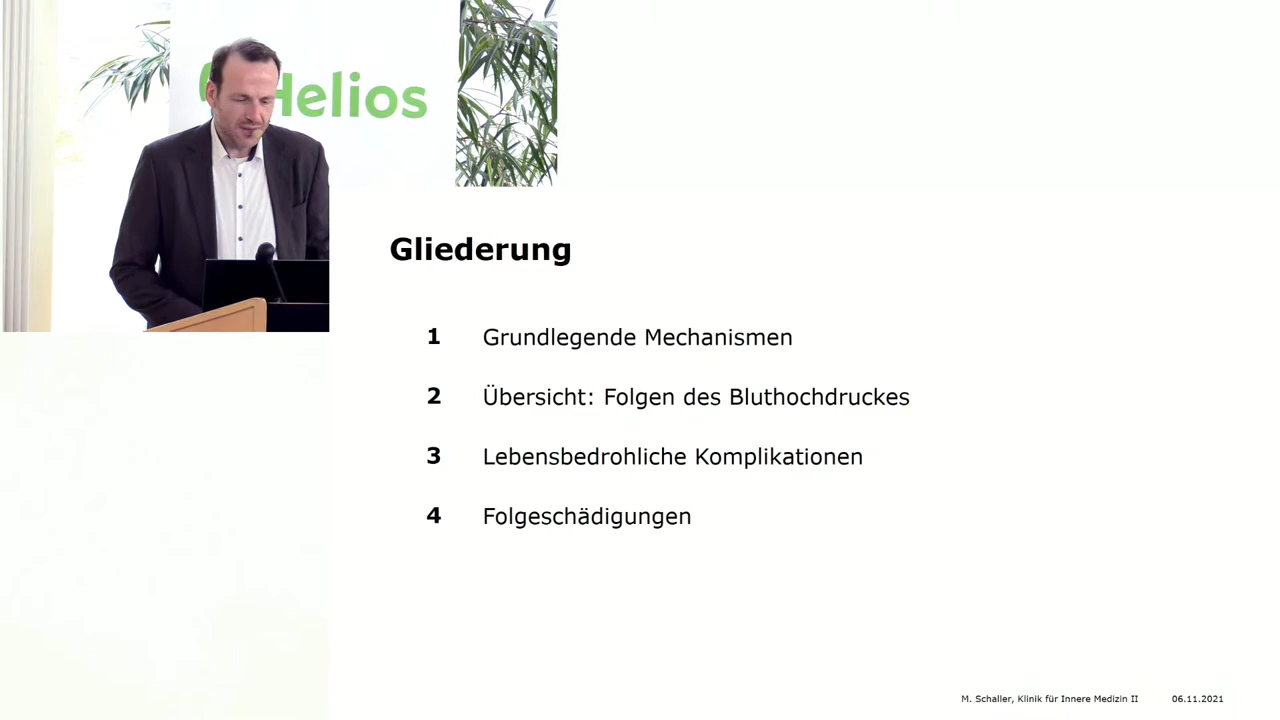 Helios
Gliederung
1 Grundlegende Mechanismen
2 Übersicht: Folgen des Bluthochdruckes
3 Lebensbedrohliche Komplikationen
4 Folgeschädigungen
M. Schaller, Klinik für Innere Medizin II 06.11.2021